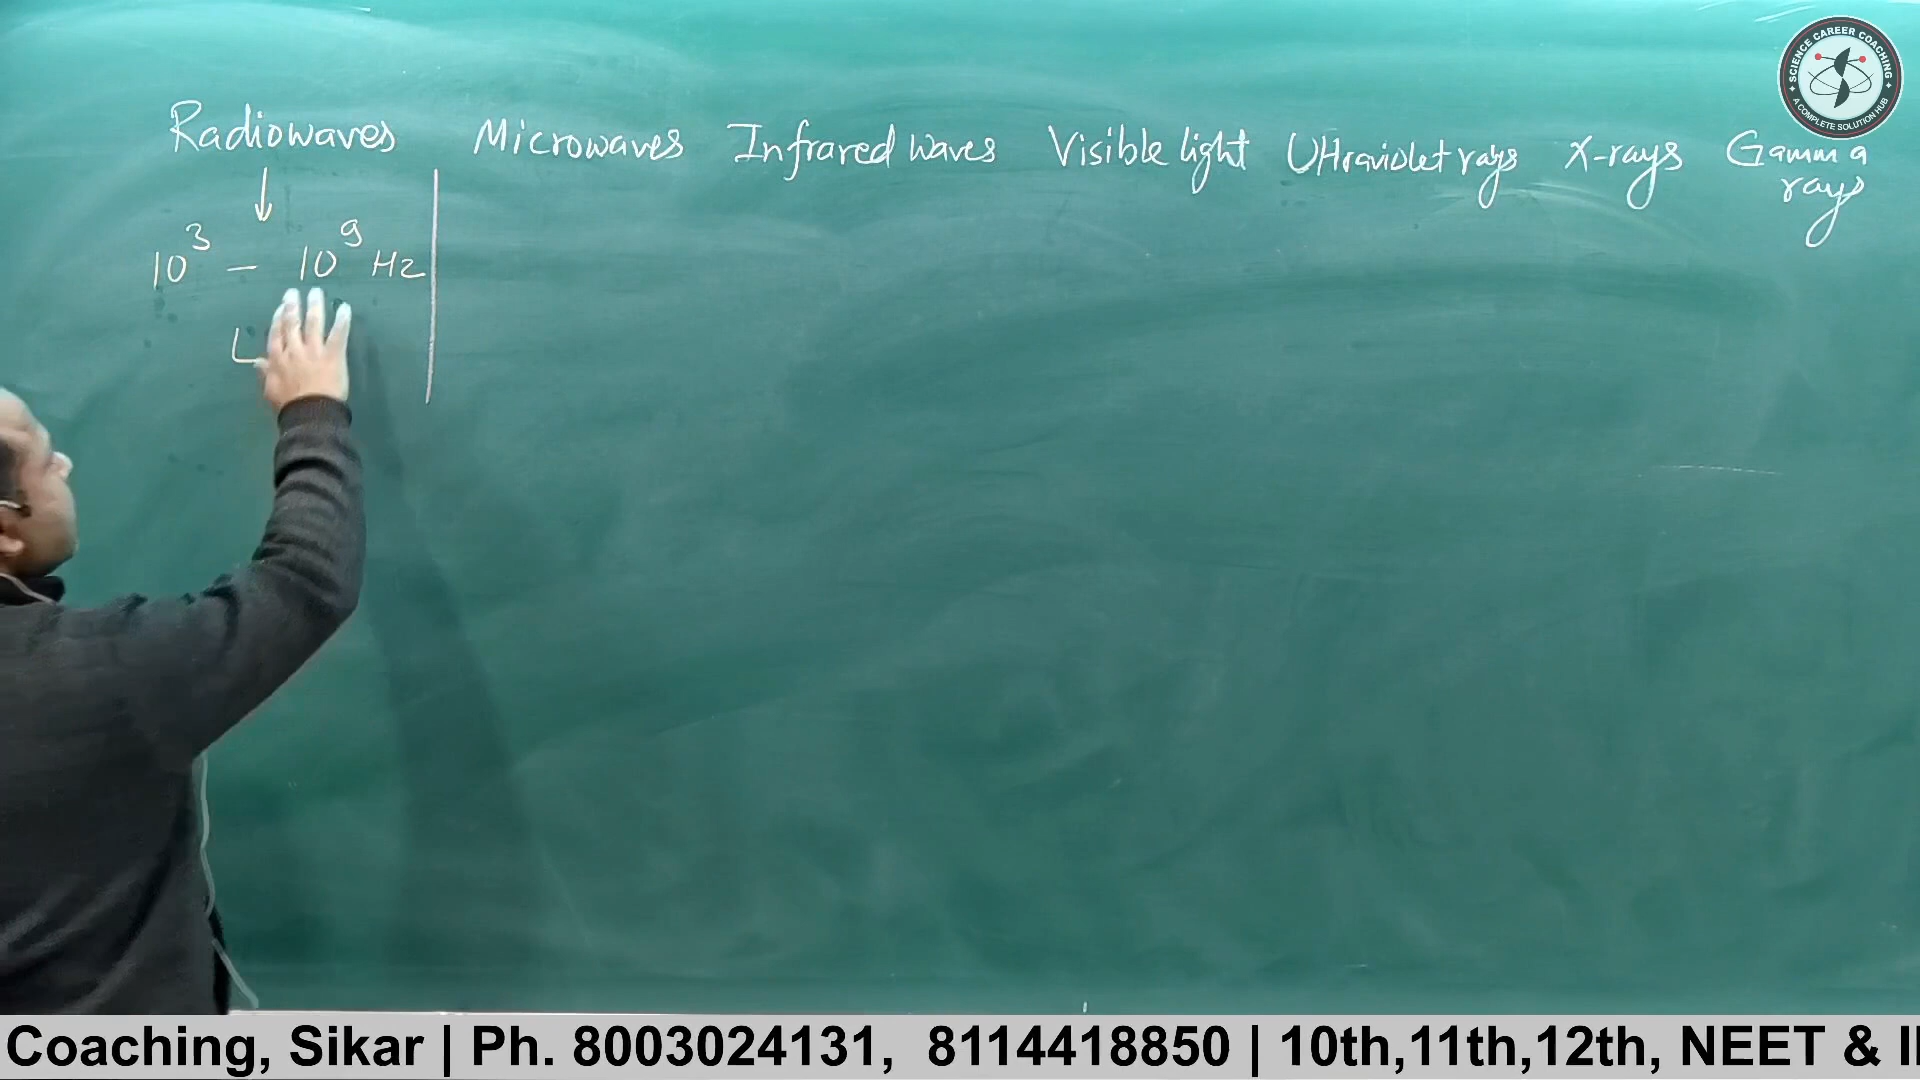 SCIENCE CAREER COACHING
A COMPLETE SOLUTION HUB
Radiowaves Microwaves Infrared waves Visible light Ultraviolet rays X-rays Gamma rays
↓
10³ - 10⁹ Hz
L
Coaching, Sikar | Ph. 8003024131, 8114418850 | 10th,11th,12th, NEET &